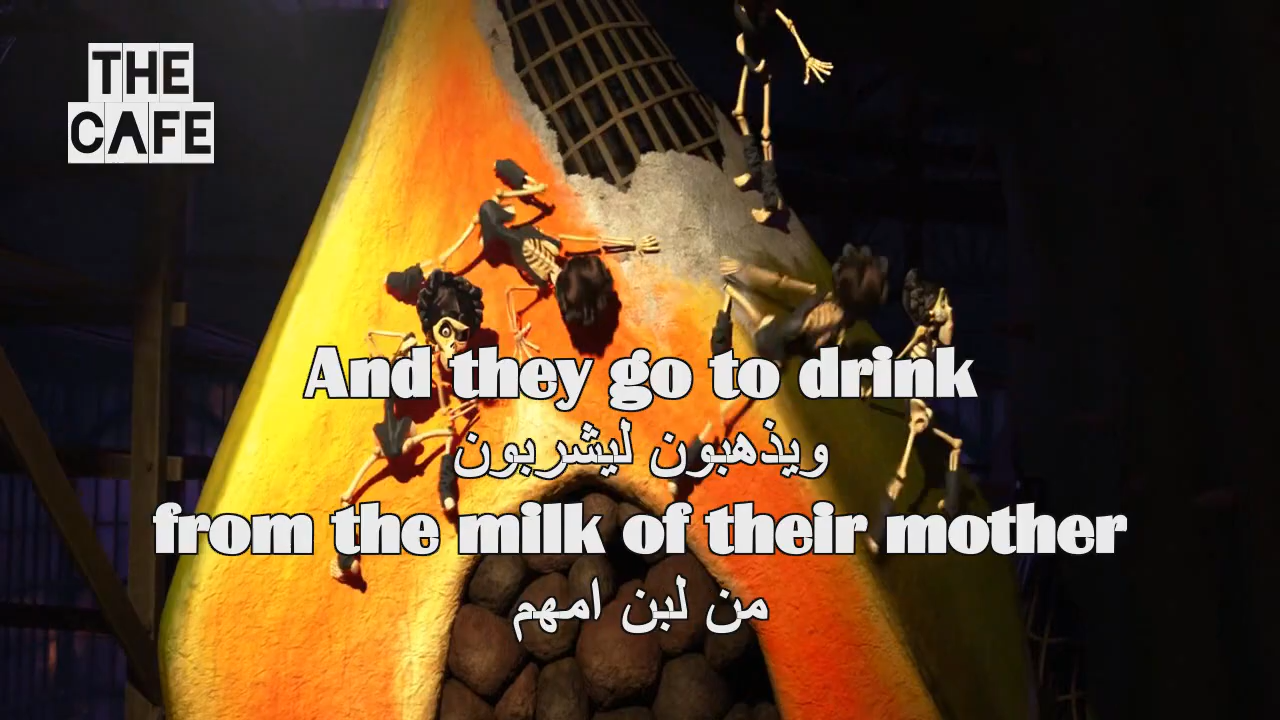 THE
CAFE
And they go to drink
ويذهبون ليشربون
from the milk of their mother
من لبن امهم